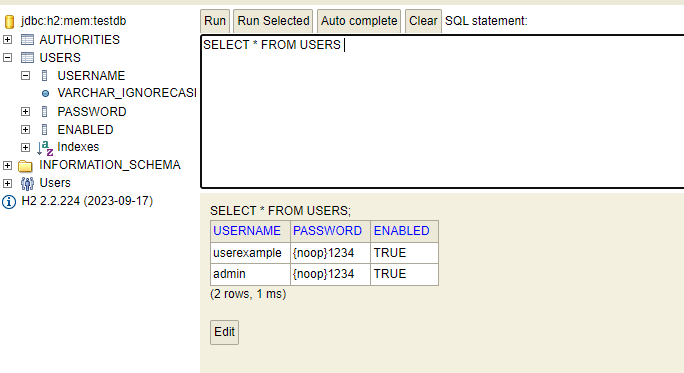 jdbc:h2:mem:testdb
AUTHORITIES
USERS
USERNAME
VARCHAR_IGNORECASI
PASSWORD
ENABLED
Indexes
INFORMATION_SCHEMA
Users
H2 2.2.224 (2023-09-17)
Run Run Selected Auto complete Clear SQL statement:
SELECT * FROM USERS
SELECT * FROM USERS;
USERNAME PASSWORD ENABLED
userexample {noop}1234 TRUE
admin {noop}1234 TRUE
(2 rows, 1 ms)
Edit